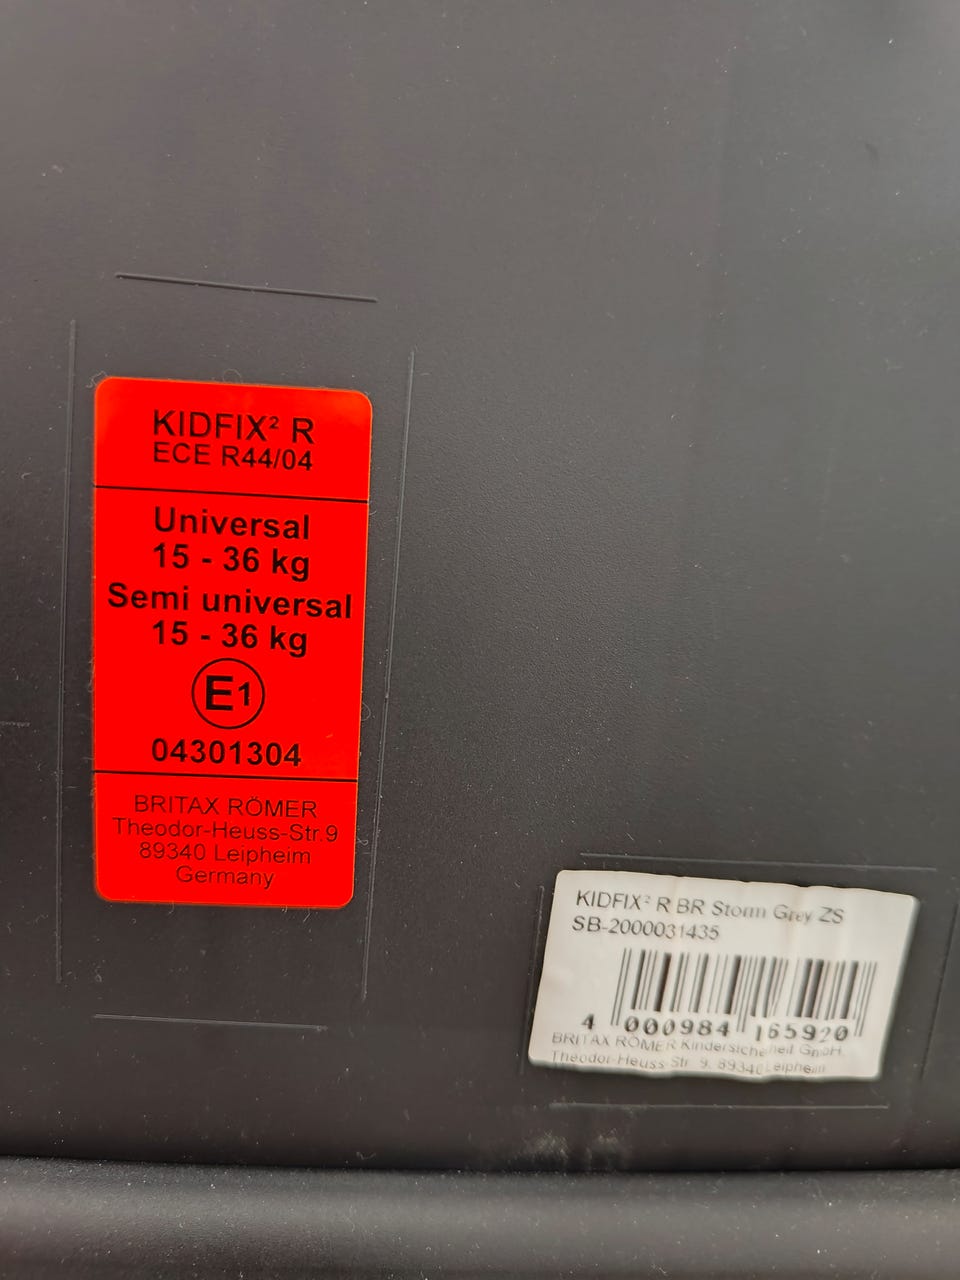 KIDFIX² R
ECE R44/04
Universal
15 - 36 kg
Semi universal
15 - 36 kg
E1
04301304
BRITAX RÖMER
Theodor-Heuss-Str.9
89340 Leipheim
Germany
KIDFIX² R BR Storm Grey ZS
SB-2000031435
4 000984 165920
BRITAX RÖMER Kindersicherheit GmbH
Theodor-Heuss-Str. 9, 89340 Leipheim